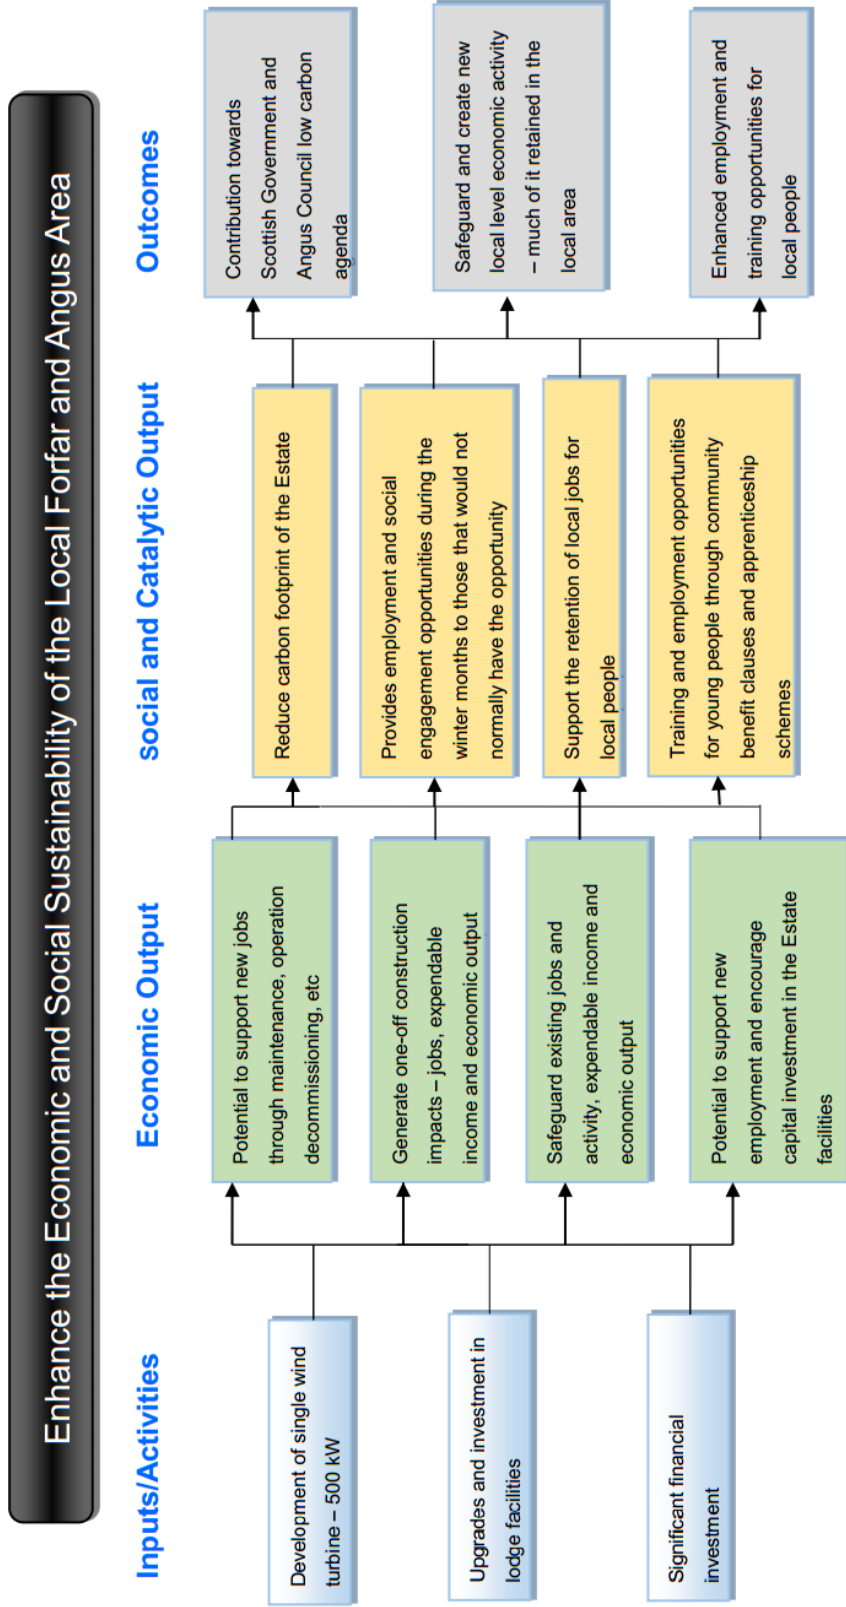 Enhance the Economic and Social Sustainability of the Local Forfar and Angus Area
Inputs/Activities
Economic Output
social and Catalytic Output
Outcomes
Development of single wind
turbine – 500 kW
Upgrades and investment in
lodge facilities
Significant financial
investment
Potential to support new jobs
through maintenance, operation
decommissioning, etc
Generate one-off construction
impacts – jobs, expendable
income and economic output
Safeguard existing jobs and
activity, expendable income and
economic output
Potential to support new
employment and encourage
capital investment in the Estate
facilities
Reduce carbon footprint of the Estate
Provides employment and social
engagement opportunities during the
winter months to those that would not
normally have the opportunity
Support the retention of local jobs for
local people
Training and employment opportunities
for young people through community
benefit clauses and apprenticeship
schemes
Contribution towards
Scottish Government and
Angus Council low carbon
agenda
Safeguard and create new
local level economic activity
– much of it retained in the
local area
Enhanced employment and
training opportunities for
local people